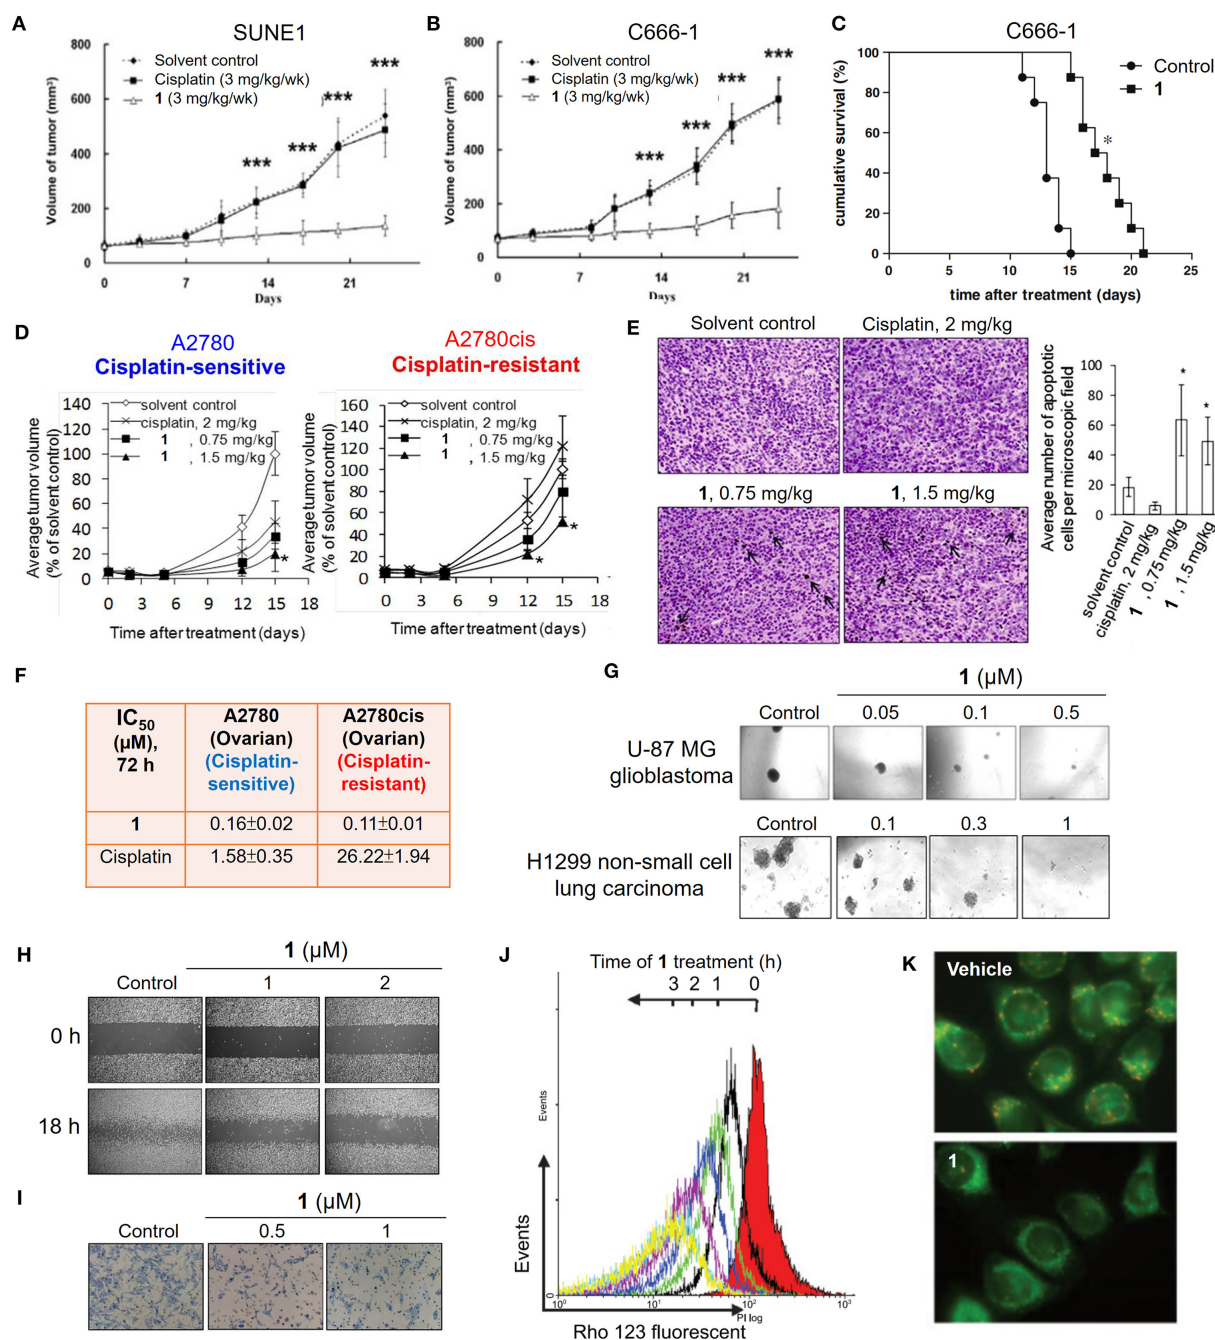 A
SUNE1
800
600
400
200
0
Volume of tumor (mm³)
Solvent control
Cisplatin (3 mg/kg/wk)
1 (3 mg/kg/wk)
***
***
***
***
0
7
14
21
Days
B
C666-1
800
600
400
200
0
Volume of tumor (mm³)
Solvent control
Cisplatin (3 mg/kg/wk)
1 (3 mg/kg/wk)
***
***
***
***
0
7
14
21
Days
C
C666-1
100
80
60
40
20
0
cumulative survival (%)
Control
1
*
0
5
10
15
20
25
time after treatment (days)
D
A2780
Cisplatin-sensitive
140
120
100
80
60
40
20
0
Average tumor volume
(% of solvent control)
solvent control
cisplatin, 2 mg/kg
1 , 0.75 mg/kg
1 , 1.5 mg/kg
*
0 3 6 9 12 15 18
Time after treatment (days)
A2780cis
Cisplatin-resistant
160
140
120
100
80
60
40
20
0
Average tumor volume
(% of solvent control)
solvent control
cisplatin, 2 mg/kg
1 , 0.75 mg/kg
1 , 1.5 mg/kg
*
*
0 3 6 9 12 15 18
Time after treatment (days)
E
Solvent control
Cisplatin, 2 mg/kg
1, 0.75 mg/kg
1, 1.5 mg/kg
Average number of apoptotic
cells per microscopic field
100
80
60
40
20
0
*
*
solvent control
cisplatin, 2 mg/kg
1 , 0.75 mg/kg
1 , 1.5 mg/kg
F
IC50
(µM),
72 h
A2780
(Ovarian)
(Cisplatin-
sensitive)
A2780cis
(Ovarian)
(Cisplatin-
resistant)
1
0.16±0.02
0.11±0.01
Cisplatin
1.58±0.35
26.22±1.94
G
1 (µM)
Control
0.05
0.1
0.5
U-87 MG
glioblastoma
Control
0.1
0.3
1
H1299 non-small cell
lung carcinoma
H
1 (µM)
Control
1
2
0 h
18 h
I
1 (µM)
Control
0.5
1
J
Time of 1 treatment (h)
3 2 1 0
Events
Events
0
10⁰
10¹
10²
10³
PI log
Rho 123 fluorescent
K
Vehicle
1